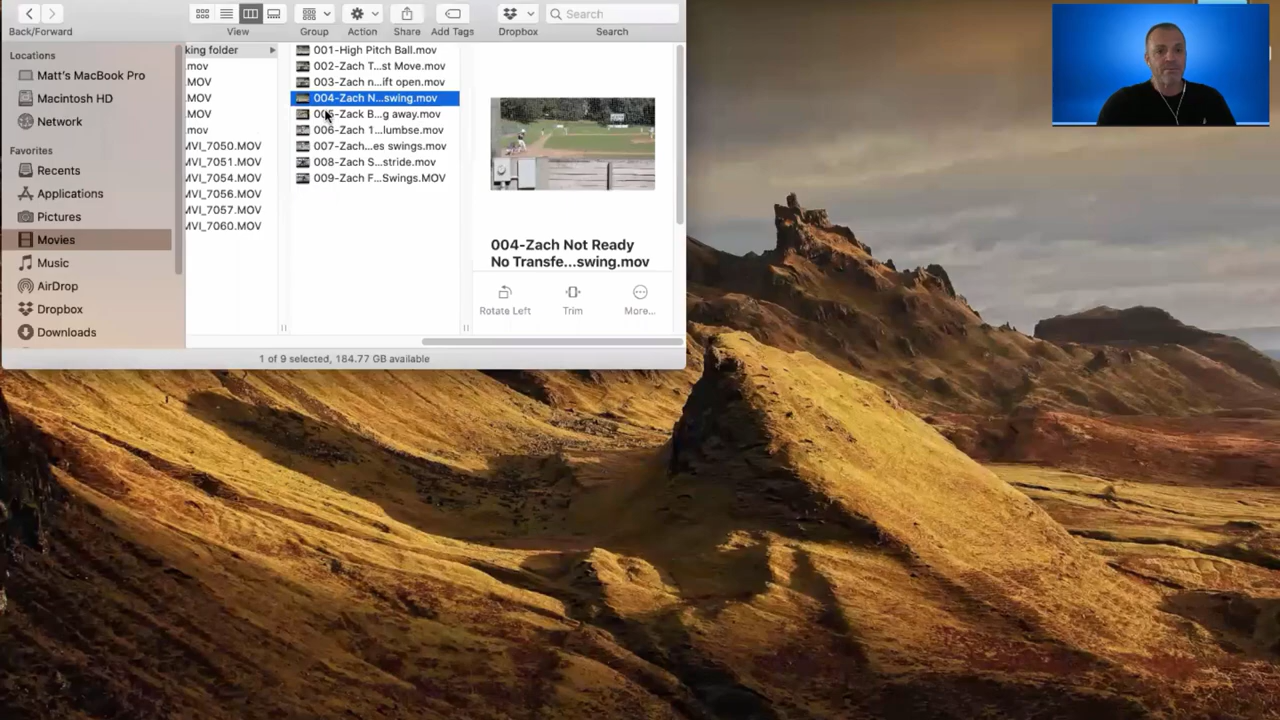 Back/Forward
View
Group
Action
Share
Add Tags
Dropbox
Search
Search
Locations
Matt's MacBook Pro
Macintosh HD
Network
Favorites
Recents
Applications
Pictures
Movies
Music
AirDrop
Dropbox
Downloads
king folder
.mov
.MOV
.MOV
.MOV
.mov
MVI_7050.MOV
MVI_7051.MOV
MVI_7054.MOV
MVI_7056.MOV
MVI_7057.MOV
MVI_7060.MOV
001-High Pitch Ball.mov
002-Zach T...st Move.mov
003-Zach n...ift open.mov
004-Zach N...swing.mov
005-Zack B...g away.mov
006-Zach 1...lumbse.mov
007-Zach...es swings.mov
008-Zach S...stride.mov
009-Zach F...Swings.MOV
004-Zach Not Ready
No Transfe...swing.mov
Rotate Left
Trim
More...
1 of 9 selected, 184.77 GB available